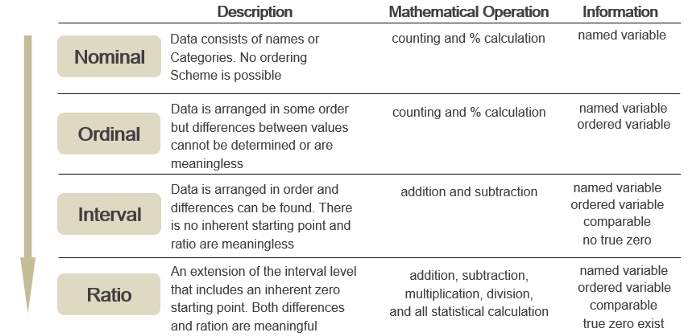 Description Mathematical Operation Information
Nominal
Data consists of names or
Categories. No ordering
Scheme is possible
counting and % calculation
named variable
Ordinal
Data is arranged in some order
but differences between values
cannot be determined or are
meaningless
counting and % calculation
named variable
ordered variable
Interval
Data is arranged in order and
differences can be found. There
is no inherent starting point and
ratio are meaningless
addition and subtraction
named variable
ordered variable
comparable
no true zero
Ratio
An extension of the interval level
that includes an inherent zero
starting point. Both differences
and ration are meaningful
addition, subtraction,
multiplication, division,
and all statistical calculation
named variable
ordered variable
comparable
true zero exist